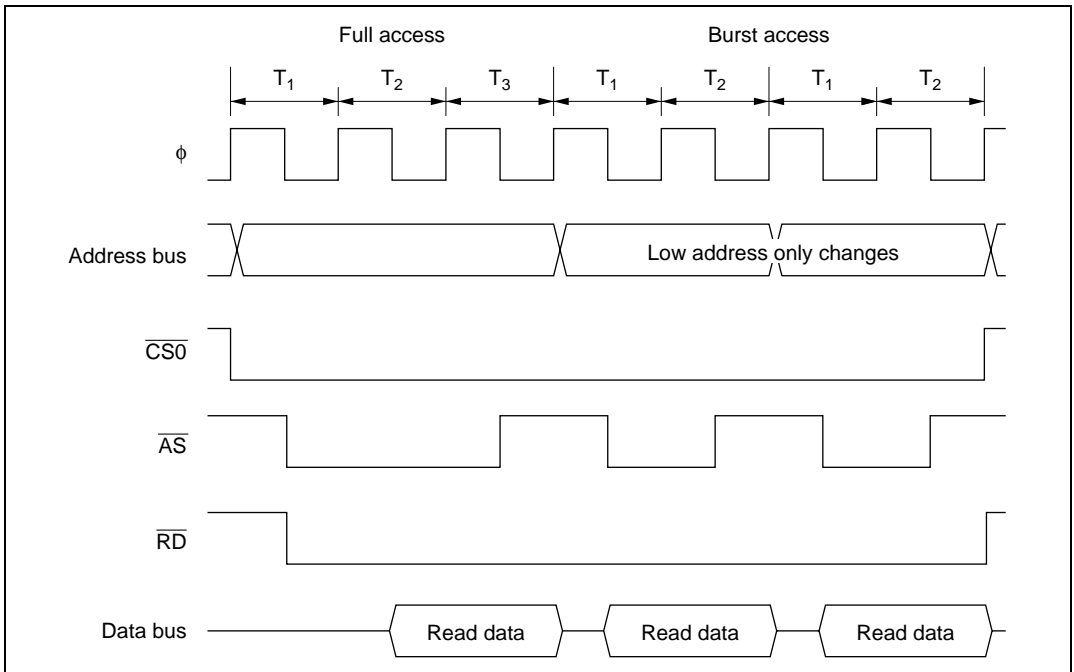 Full access Burst access
T1 T2 T3 T1 T2 T1 T2
ϕ
Address bus Low address only changes
CS0
AS
RD
Data bus Read data Read data Read data